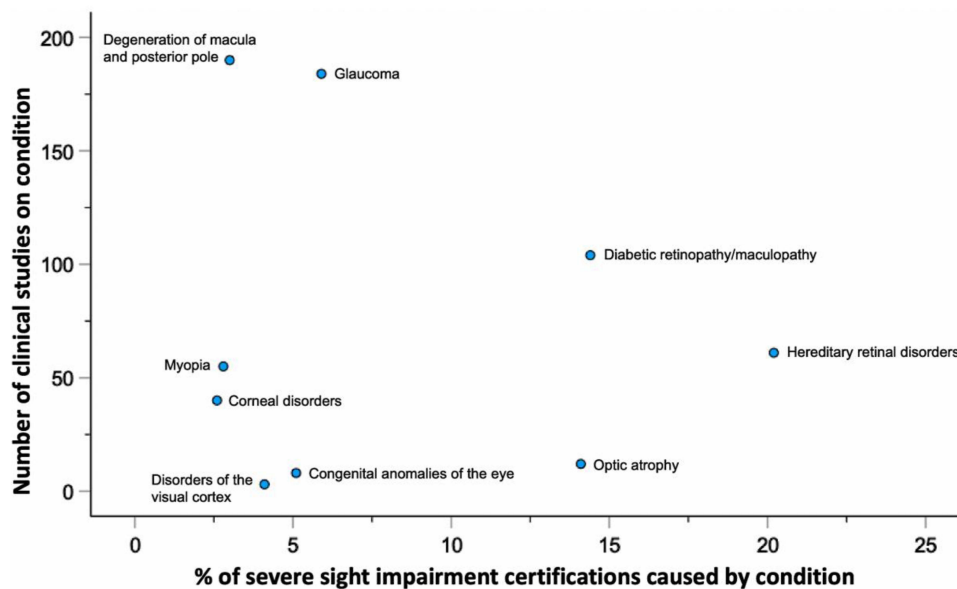 Number of clinical studies on condition
200
150
100
50
0
Degeneration of macula
and posterior pole
Glaucoma
Diabetic retinopathy/maculopathy
Hereditary retinal disorders
Myopia
Corneal disorders
Disorders of the
visual cortex
Congenital anomalies of the eye
Optic atrophy
0 5 10 15 20 25
% of severe sight impairment certifications caused by condition